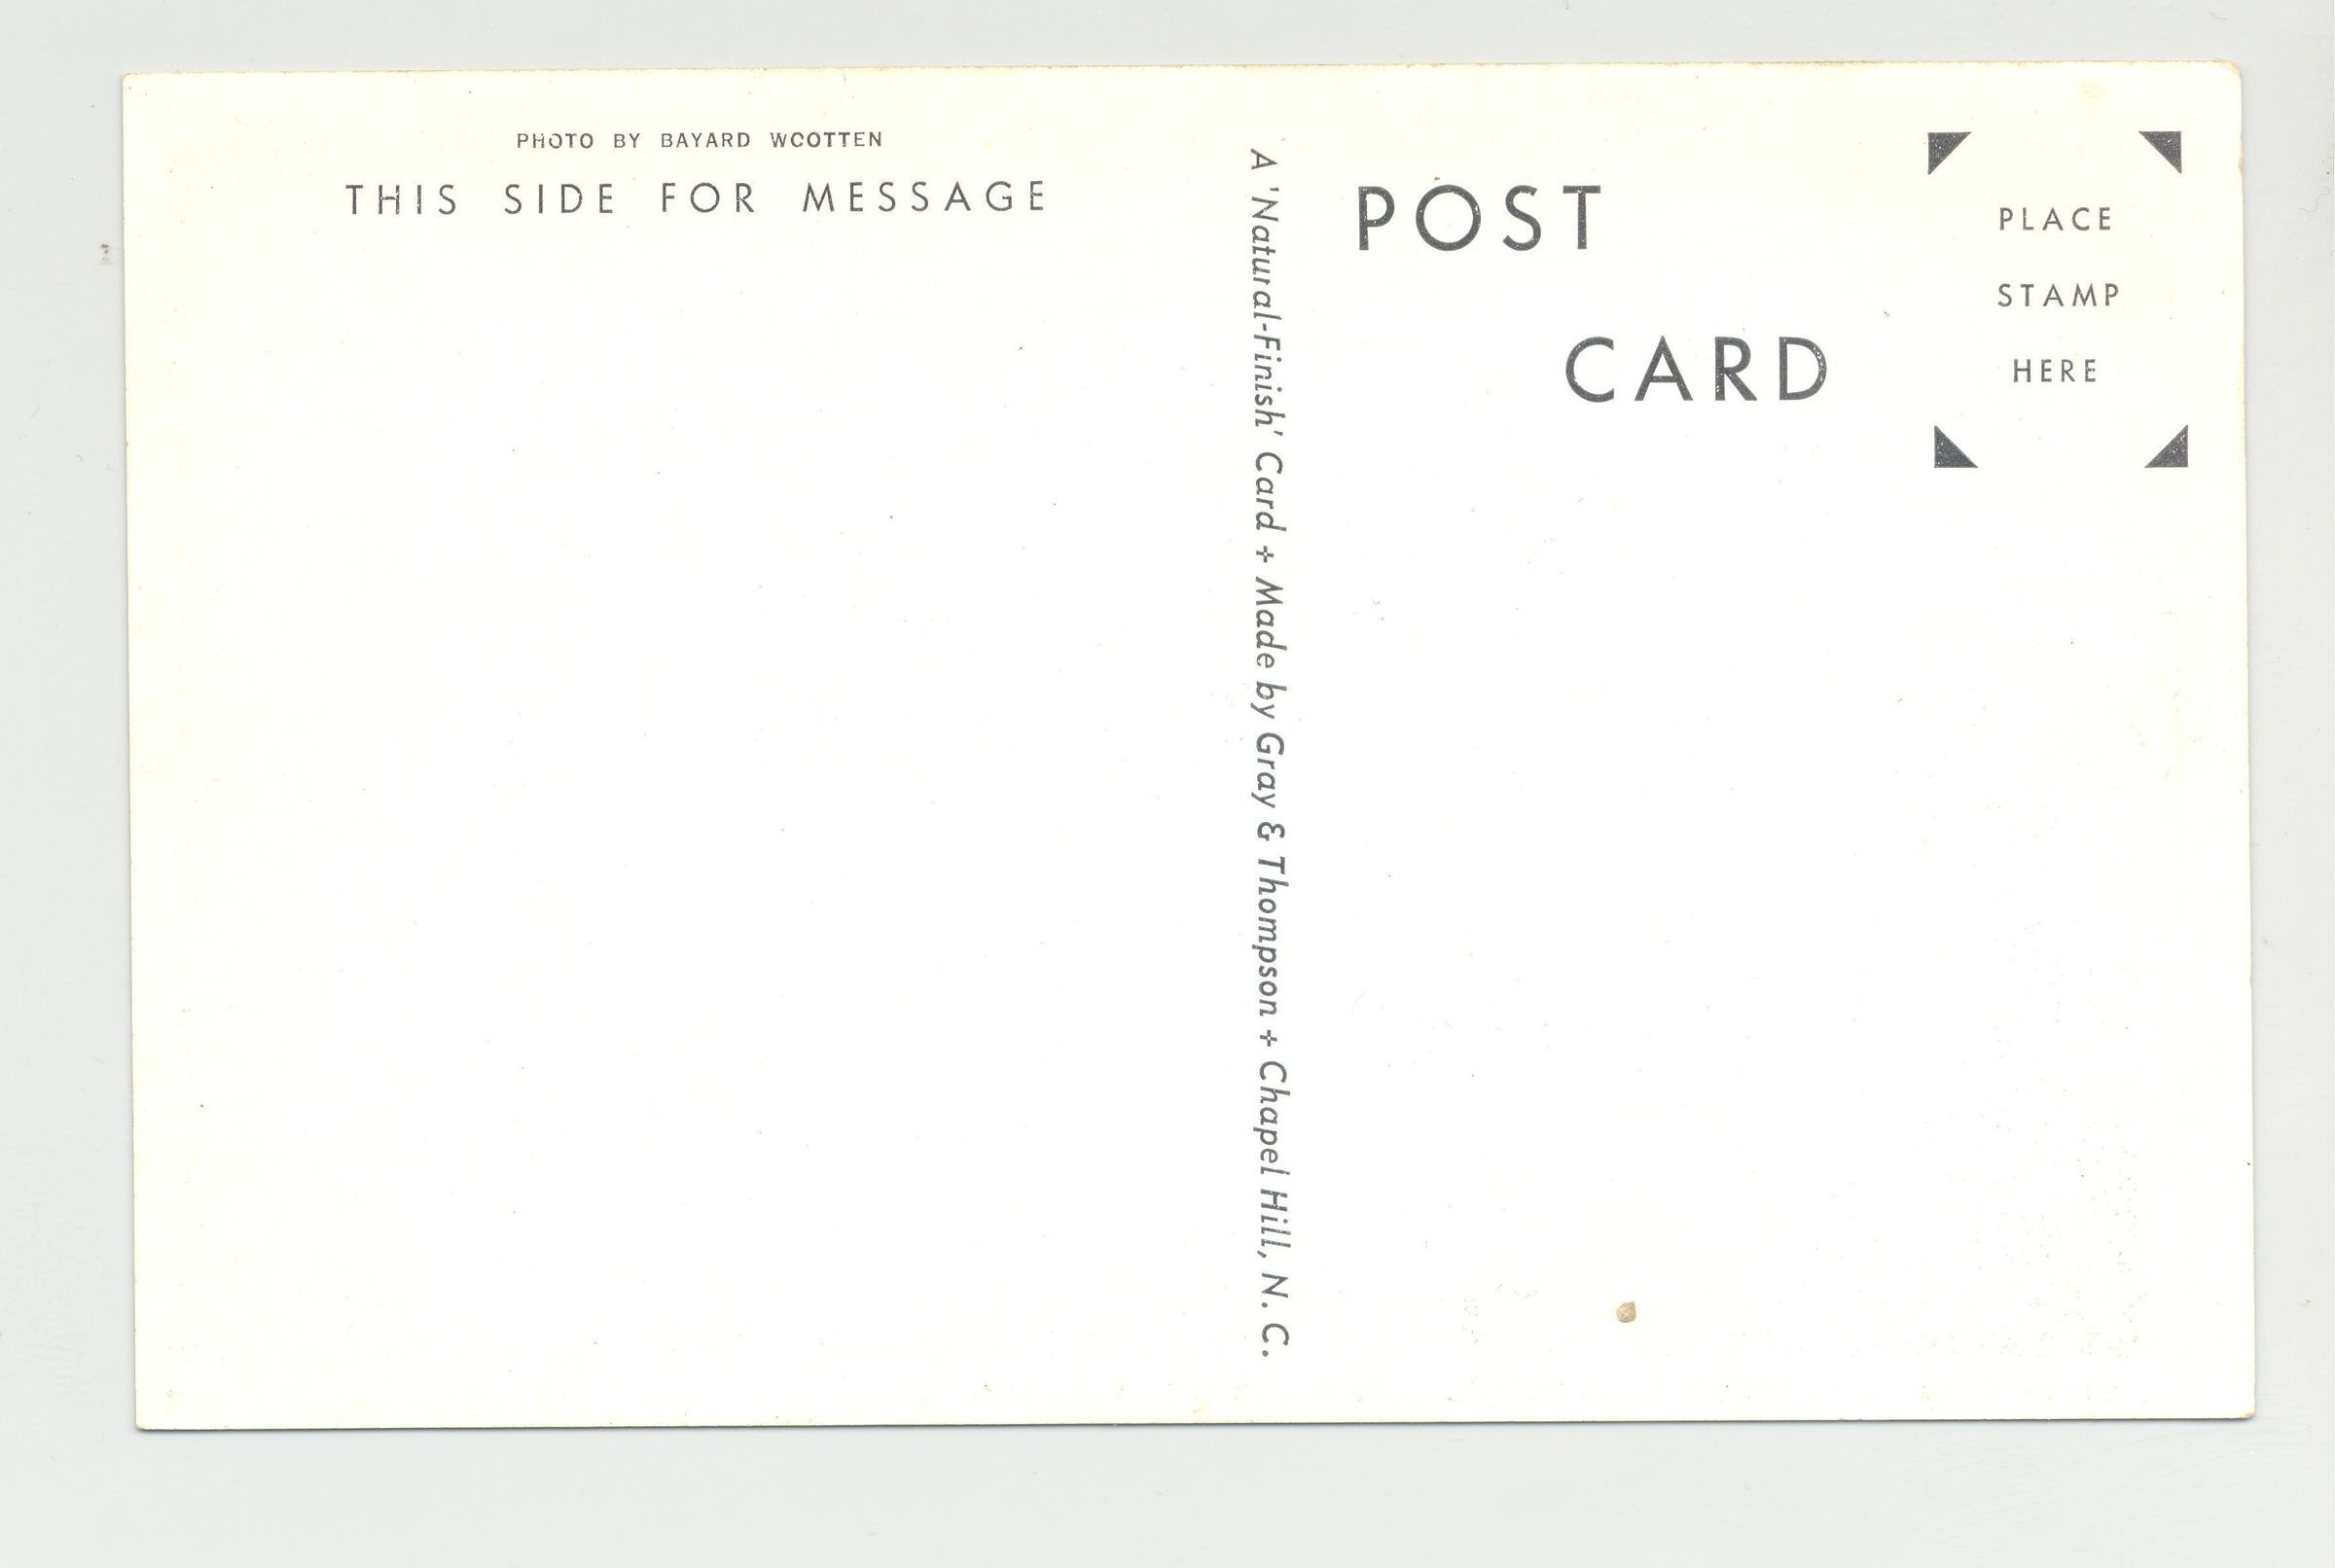 PHOTO BY BAYARD WCOTTEN
THIS SIDE FOR MESSAGE
A 'Natural-Finish' Card + Made by Gray & Thompson + Chapel Hill, N. C.
POST
CARD
PLACE
STAMP
HERE